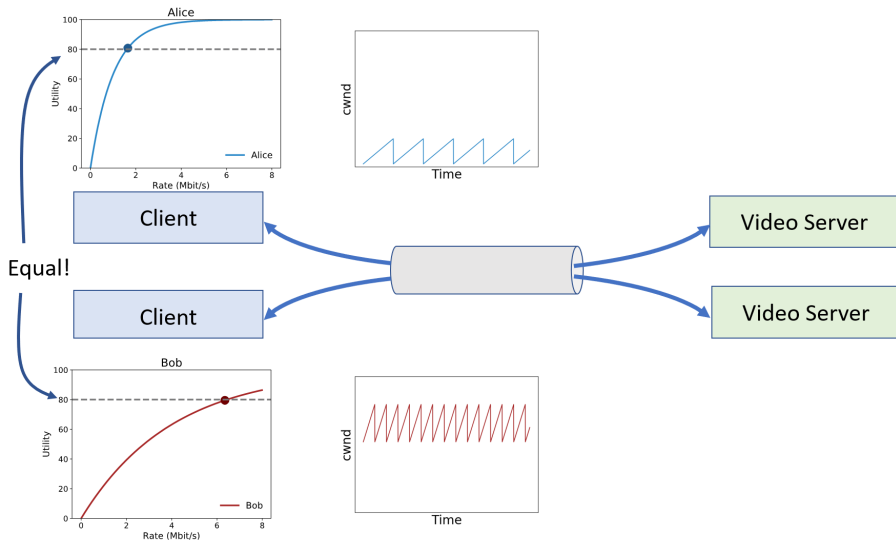 Alice
100
80
60
40
20
0
Utility
0 2 4 6 8
Rate (Mbit/s)
Alice
cwnd
Time
Client
Video Server
Equal!
Client
Video Server
Bob
100
80
60
40
20
0
Utility
0 2 4 6 8
Rate (Mbit/s)
Bob
cwnd
Time